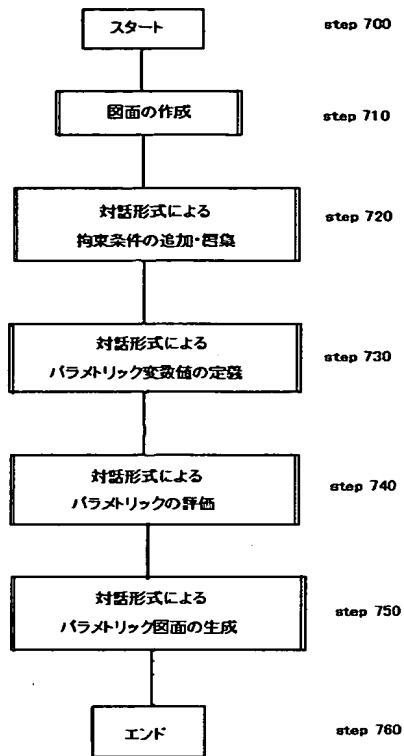 スタート
step 700
図面の作成
step 710
対話形式による
拘束条件の追加・編集
step 720
対話形式による
パラメトリック変数値の定義
step 730
対話形式による
パラメトリックの評価
step 740
対話形式による
パラメトリック図面の生成
step 750
エンド
step 760